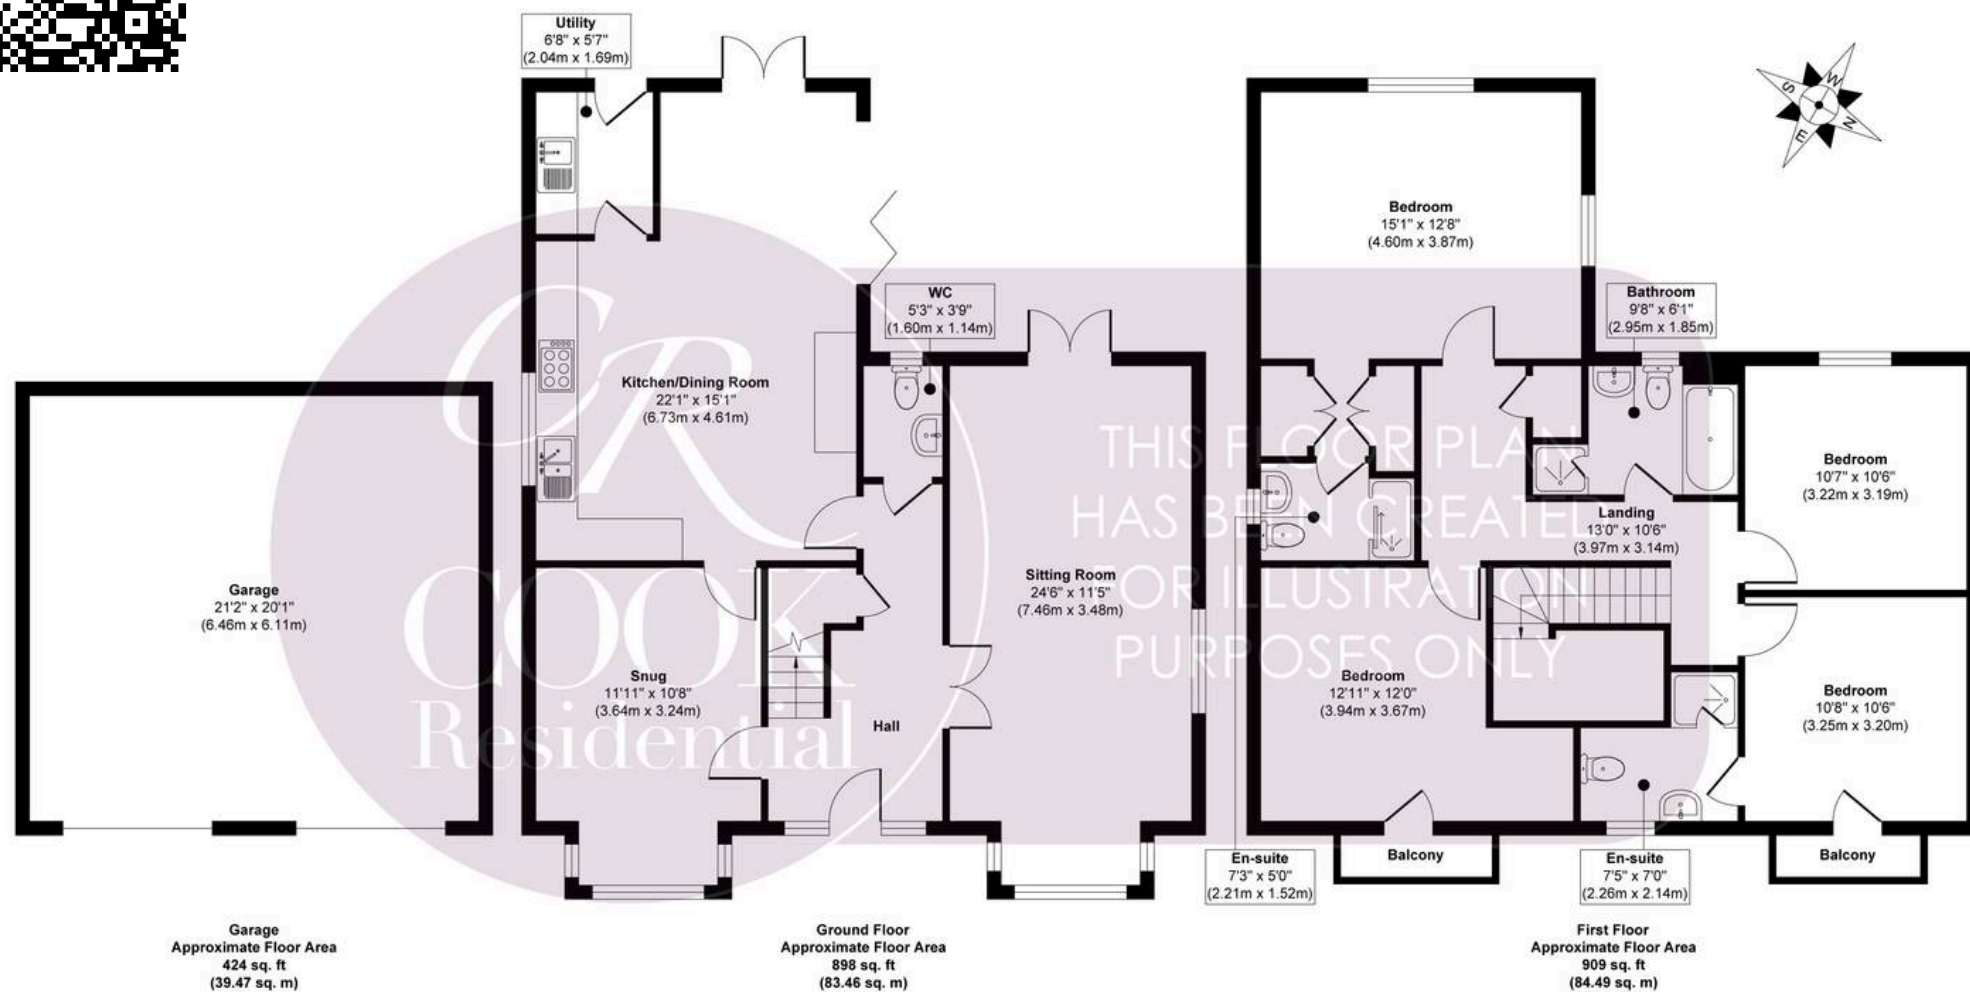 Utility
6'8" x 5'7"
(2.04m x 1.69m)
S
W
E
N
Bedroom
15'1" x 12'8"
(4.60m x 3.87m)
WC
5'3" x 3'9"
(1.60m x 1.14m)
Bathroom
9'8" x 6'1"
(2.95m x 1.85m)
Kitchen/Dining Room
22'1" x 15'1"
(6.73m x 4.61m)
CR
COOK
Residential
THIS FLOOR PLAN
HAS BEEN CREATED
FOR ILLUSTRATION
PURPOSES ONLY
Bedroom
10'7" x 10'6"
(3.22m x 3.19m)
Landing
13'0" x 10'6"
(3.97m x 3.14m)
Garage
21'2" x 20'1"
(6.46m x 6.11m)
Sitting Room
24'6" x 11'5"
(7.46m x 3.48m)
Snug
11'11" x 10'8"
(3.64m x 3.24m)
Hall
Bedroom
12'11" x 12'0"
(3.94m x 3.67m)
Bedroom
10'8" x 10'6"
(3.25m x 3.20m)
Balcony
Balcony
En-suite
7'3" x 5'0"
(2.21m x 1.52m)
En-suite
7'5" x 7'0"
(2.26m x 2.14m)
Garage
Approximate Floor Area
424 sq. ft
(39.47 sq. m)
Ground Floor
Approximate Floor Area
898 sq. ft
(83.46 sq. m)
First Floor
Approximate Floor Area
909 sq. ft
(84.49 sq. m)